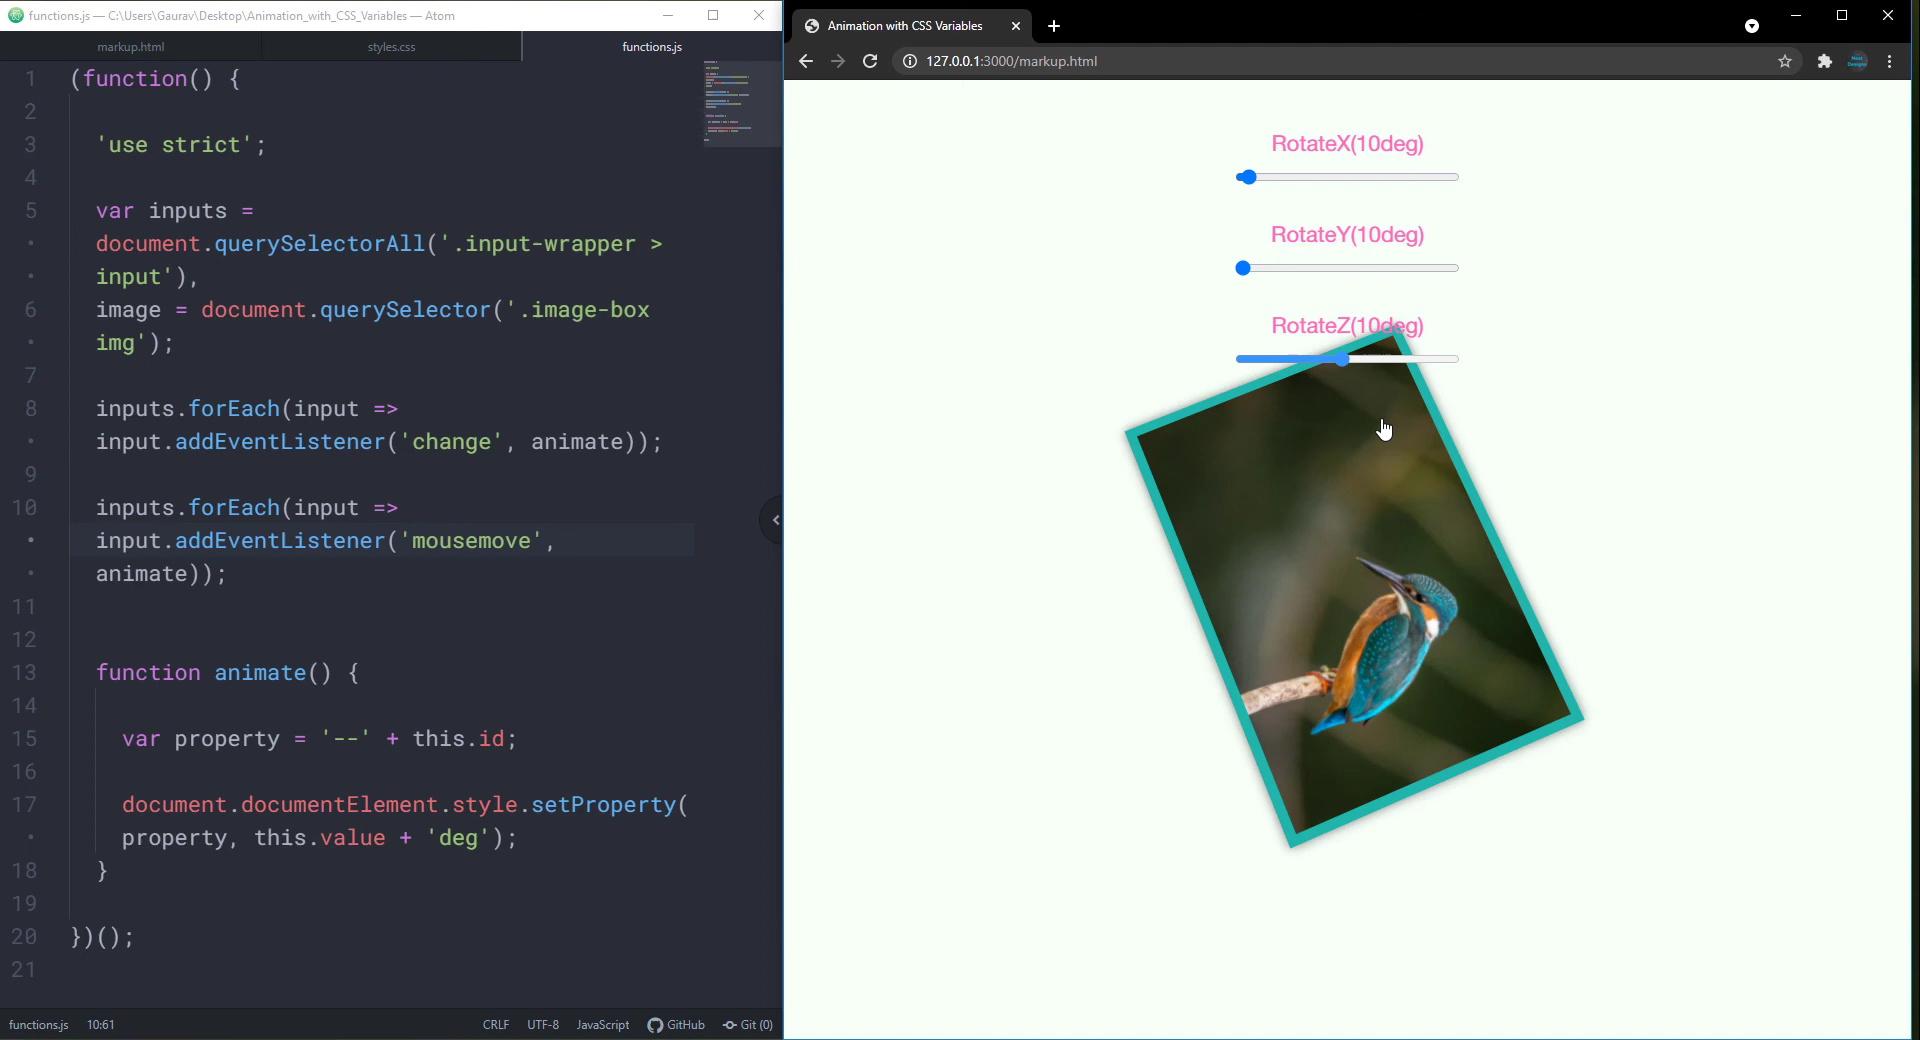 functions.js — C:\Users\Gaurav\Desktop\Animation_with_CSS_Variables — Atom
markup.html
styles.css
functions.js
1 (function() {
2
3 'use strict';
4
5 var inputs =
• document.querySelectorAll('.input-wrapper >
• input'),
6 image = document.querySelector('.image-box
• img');
7
8 inputs.forEach(input =>
• input.addEventListener('change', animate));
9
10 inputs.forEach(input =>
• input.addEventListener('mousemove',
• animate));
11
12
13 function animate() {
14
15 var property = '--' + this.id;
16
17 document.documentElement.style.setProperty(
• property, this.value + 'deg');
18 }
19
20 })();
21
functions.js 10:61 CRLF UTF-8 JavaScript GitHub Git (0)
Animation with CSS Variables
127.0.0.1:3000/markup.html
RotateX(10deg)
RotateY(10deg)
RotateZ(10deg)